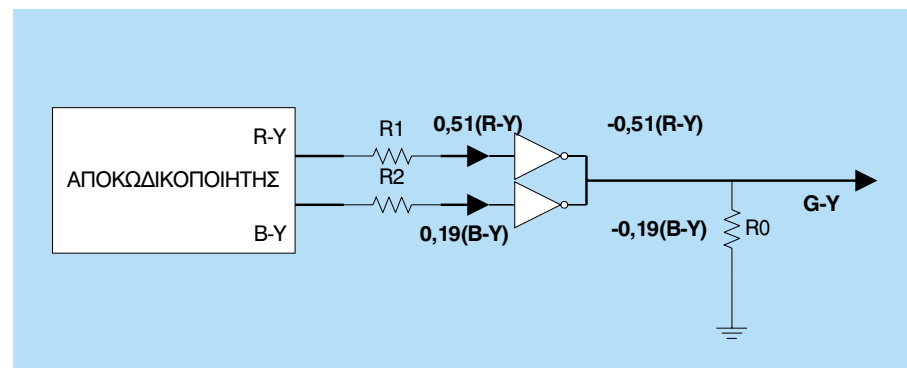 R-Y
ΑΠΟΚΩΔΙΚΟΠΟΙΗΤΗΣ
B-Y
R1
0,51(R-Y)
-0,51(R-Y)
R2
0,19(B-Y)
-0,19(B-Y)
R0
G-Y